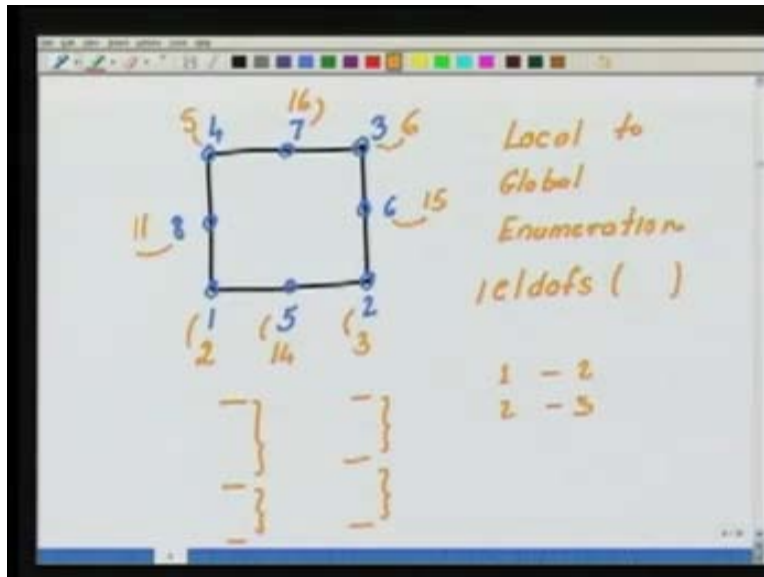 16)
5 4 7 3 6
Local to
Global
11 8 6 15
Enumeration
ieldofs ( )
(1 (5 (2
2 14 3
1 - 2
2 - 3